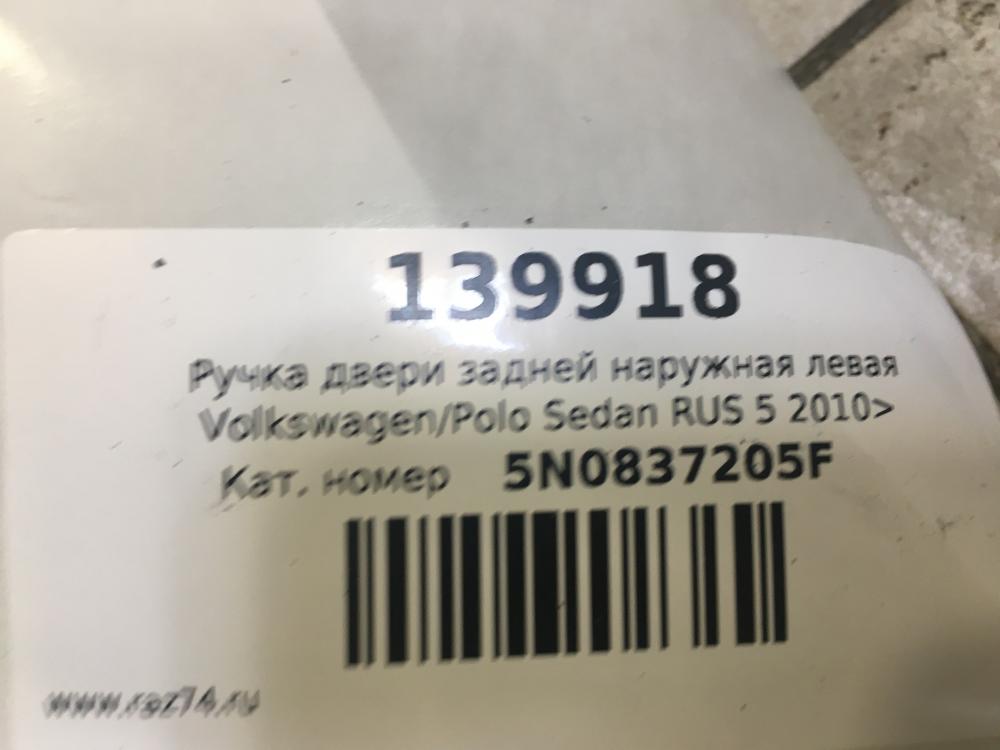 139918
Ручка двери задней наружная левая
Volkswagen/Polo Sedan RUS 5 2010>
Кат. номер 5N0837205F
www.raz74.ru